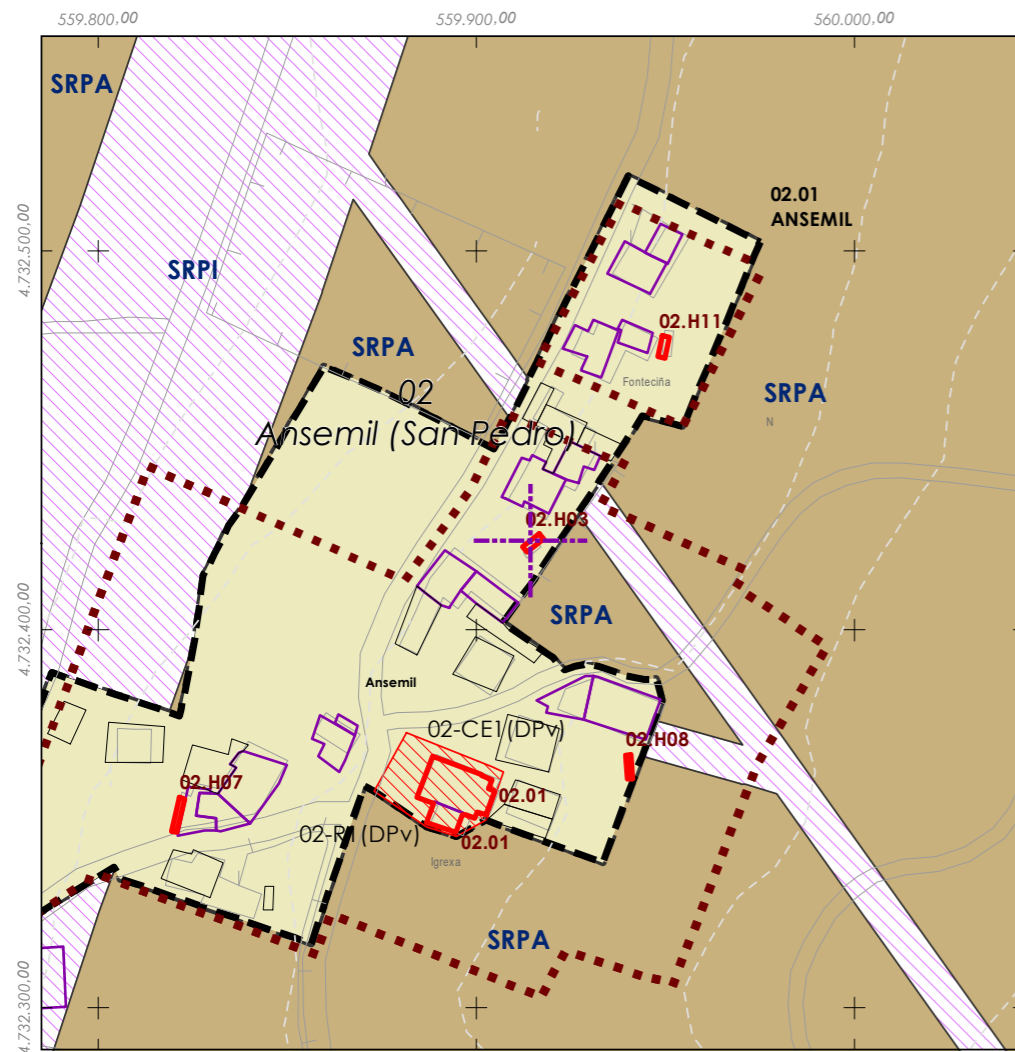 559.800,00
559.900,00
560.000,00
SRPA
02.01
ANSEMIL
4.732.500,00
SRPI
02.H11
SRPA
Fonteciña
SRPA
02
N
Ansemil (San Pedro)
02.H03
4.732.400,00
SRPA
Ansemil
02-CE1(DPv)
02.H08
02.H07
02.01
02-R1(DPv)
02.01
Igrexa
SRPA
4.732.300,00